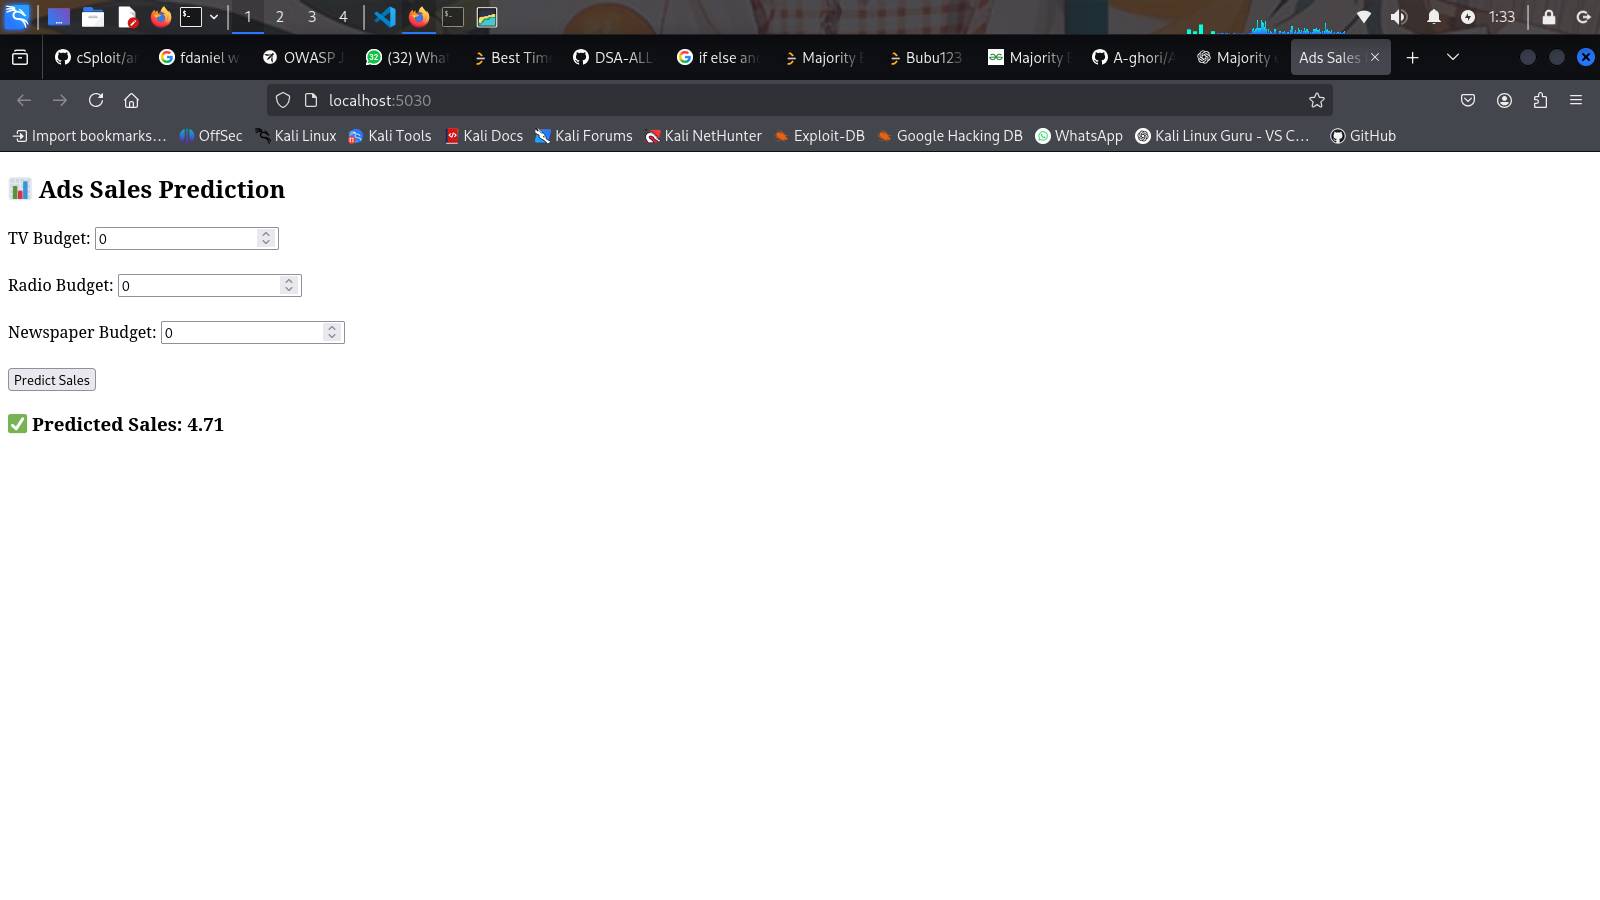 1 2 3 4 1:33
cSploit/a fdaniel w OWASP J (32) What Best Tim DSA-ALL if else an Majority E Bubu123 Majority E A-ghori/A Majority Ads Sales
localhost:5030
Import bookmarks... OffSec Kali Linux Kali Tools Kali Docs Kali Forums Kali NetHunter Exploit-DB Google Hacking DB WhatsApp Kali Linux Guru - VS C... GitHub
Ads Sales Prediction
TV Budget: 0
Radio Budget: 0
Newspaper Budget: 0
Predict Sales
Predicted Sales: 4.71